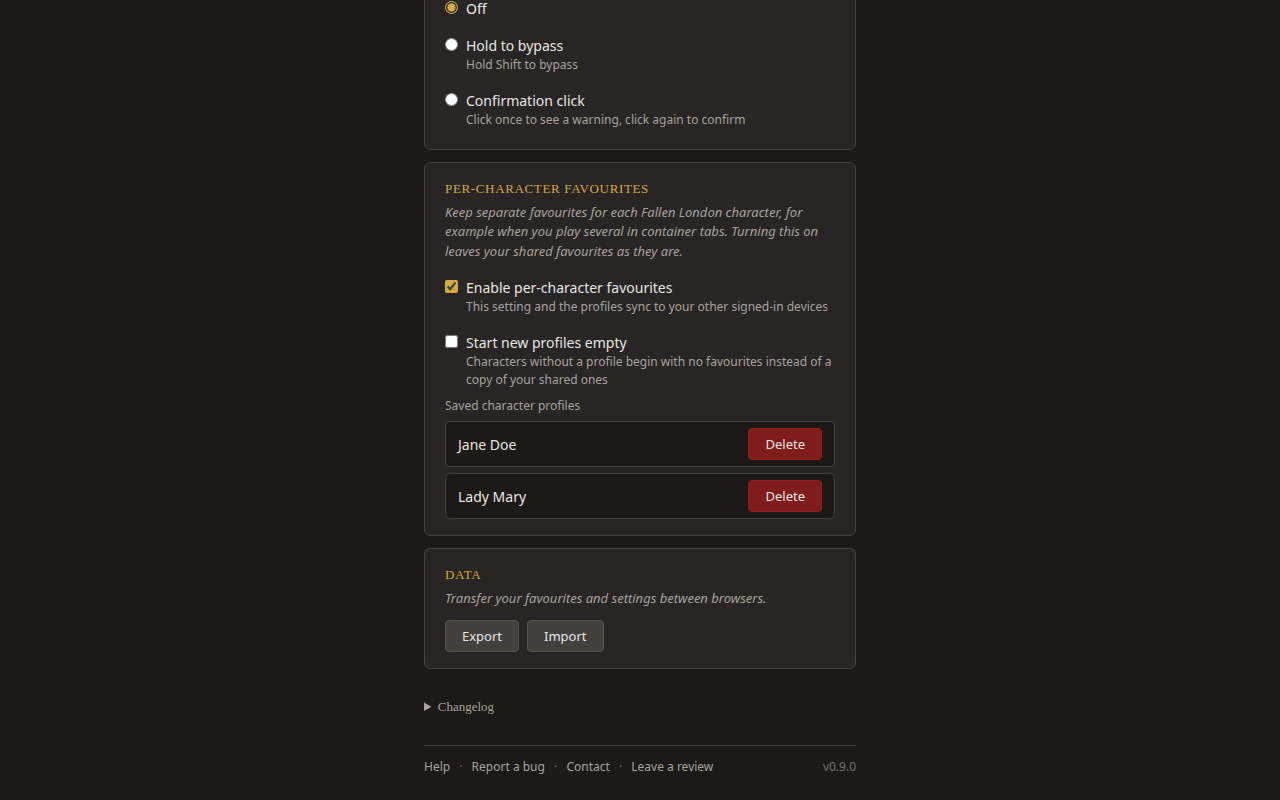 Off
Hold to bypass
Hold Shift to bypass
Confirmation click
Click once to see a warning, click again to confirm
PER-CHARACTER FAVOURITES
Keep separate favourites for each Fallen London character, for
example when you play several in container tabs. Turning this on
leaves your shared favourites as they are.
Enable per-character favourites
This setting and the profiles sync to your other signed-in devices
Start new profiles empty
Characters without a profile begin with no favourites instead of a
copy of your shared ones
Saved character profiles
Jane Doe Delete
Lady Mary Delete
DATA
Transfer your favourites and settings between browsers.
Export Import
Changelog
Help · Report a bug · Contact · Leave a review v0.9.0